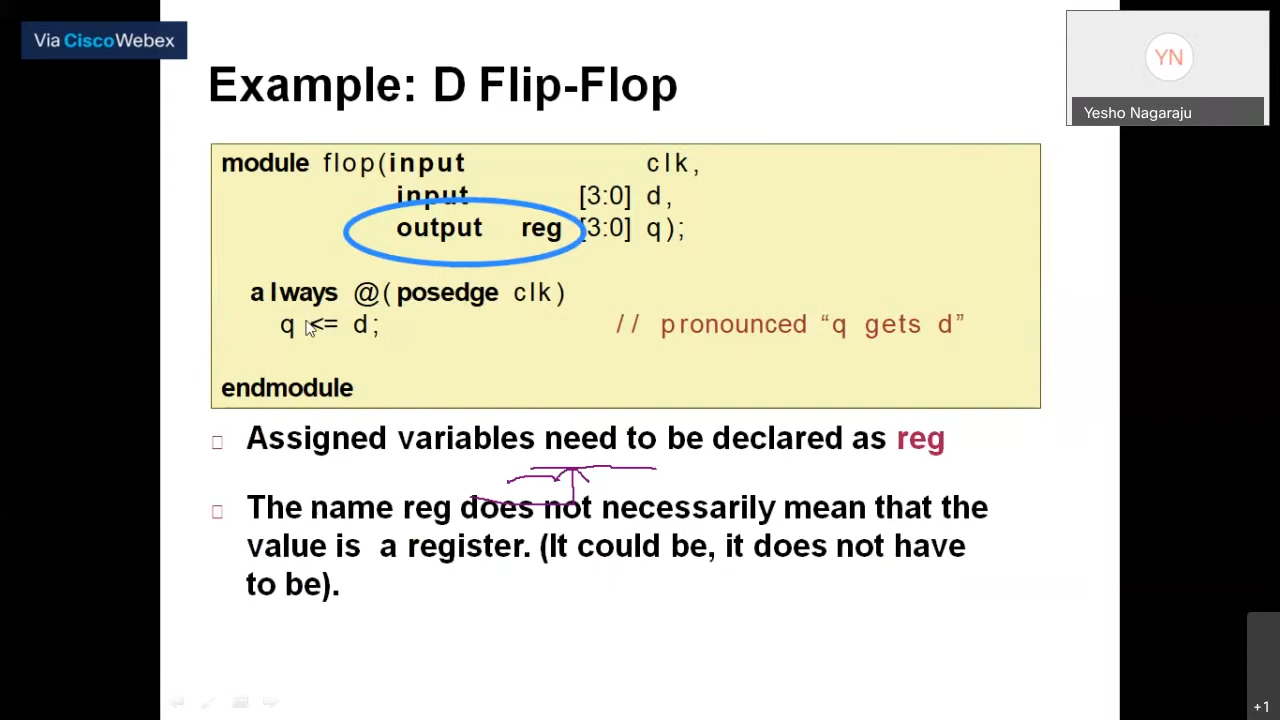 Via CiscoWebex
YN
Yesho Nagaraju
Example: D Flip-Flop
module flop(input clk,
input [3:0] d,
output reg [3:0] q);
always @(posedge clk)
q <= d; // pronounced “q gets d”
endmodule
Assigned variables need to be declared as reg
The name reg does not necessarily mean that the
value is a register. (It could be, it does not have
to be).
+1